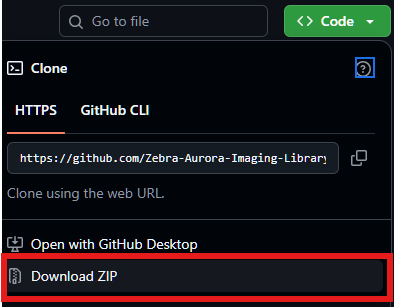 Go to file
<> Code
Clone
HTTPS GitHub CLI
https://github.com/Zebra-Aurora-Imaging-Library
Clone using the web URL.
Open with GitHub Desktop
Download ZIP